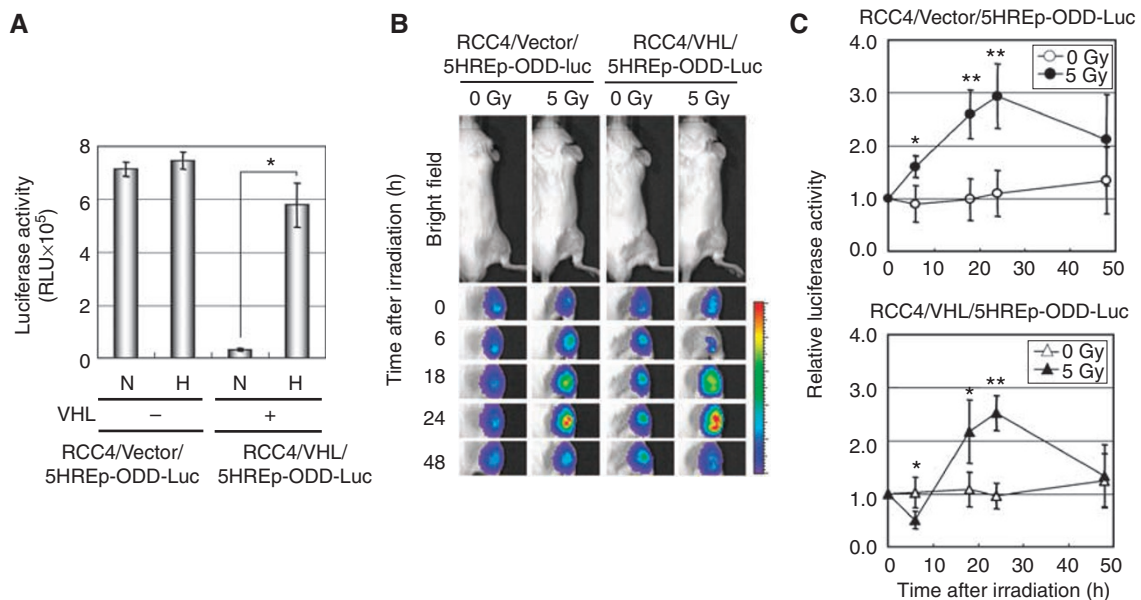 A
Luciferase activity
(RLU×10⁵)
8
6
4
2
0
*
N H N H
VHL – +
RCC4/Vector/
5HREp-ODD-Luc
RCC4/VHL/
5HREp-ODD-Luc
B
RCC4/Vector/
5HREp-ODD-luc
RCC4/VHL/
5HREp-ODD-Luc
0 Gy 5 Gy 0 Gy 5 Gy
Time after irradiation (h)
Bright field
0
6
18
24
48
C
Relative luciferase activity
RCC4/Vector/5HREp-ODD-Luc
4.0
3.0
2.0
1.0
0.0
0 Gy
5 Gy
*
**
**
0 10 20 30 40 50
RCC4/VHL/5HREp-ODD-Luc
4.0
3.0
2.0
1.0
0.0
0 Gy
5 Gy
*
*
**
0 10 20 30 40 50
Time after irradiation (h)